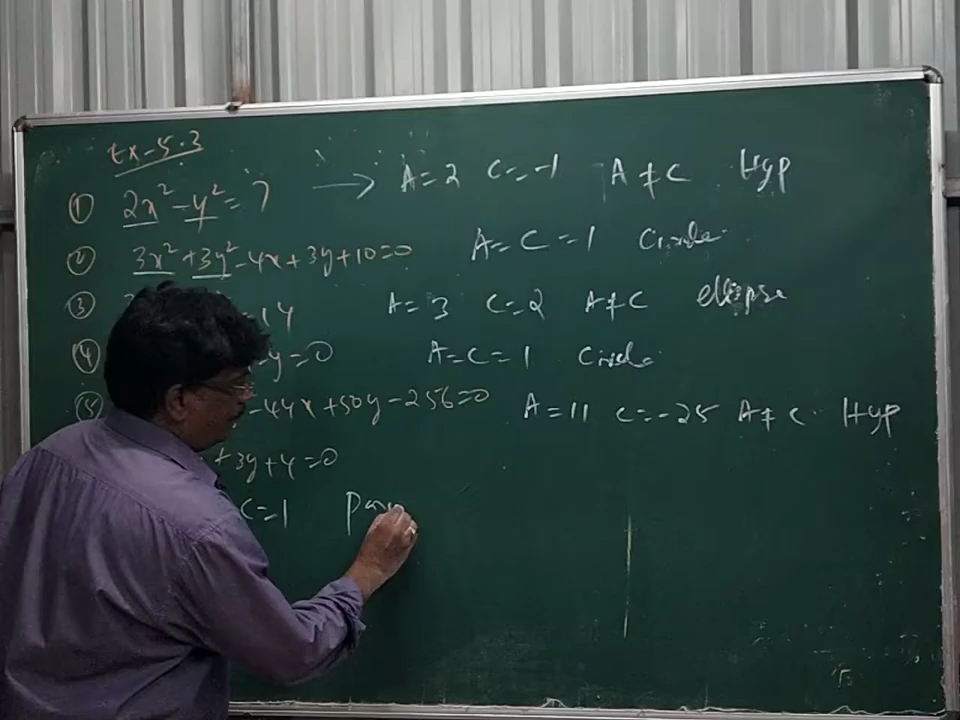 Ex-5.3
① 2x² - y² = 7 → A=2 C=-1 A≠C Hyp
② 3x² + 3y² - 4x + 3y + 10 = 0 A=C=1 Circle
③ = 14 A=3 C=2 A≠C ellipse
④ - y = 0 A=C=1 Circle
⑤ - 44x + 50y - 256 = 0 A=11 C=-25 A≠C Hyp
+ 3y + 4 = 0
C=1 Para